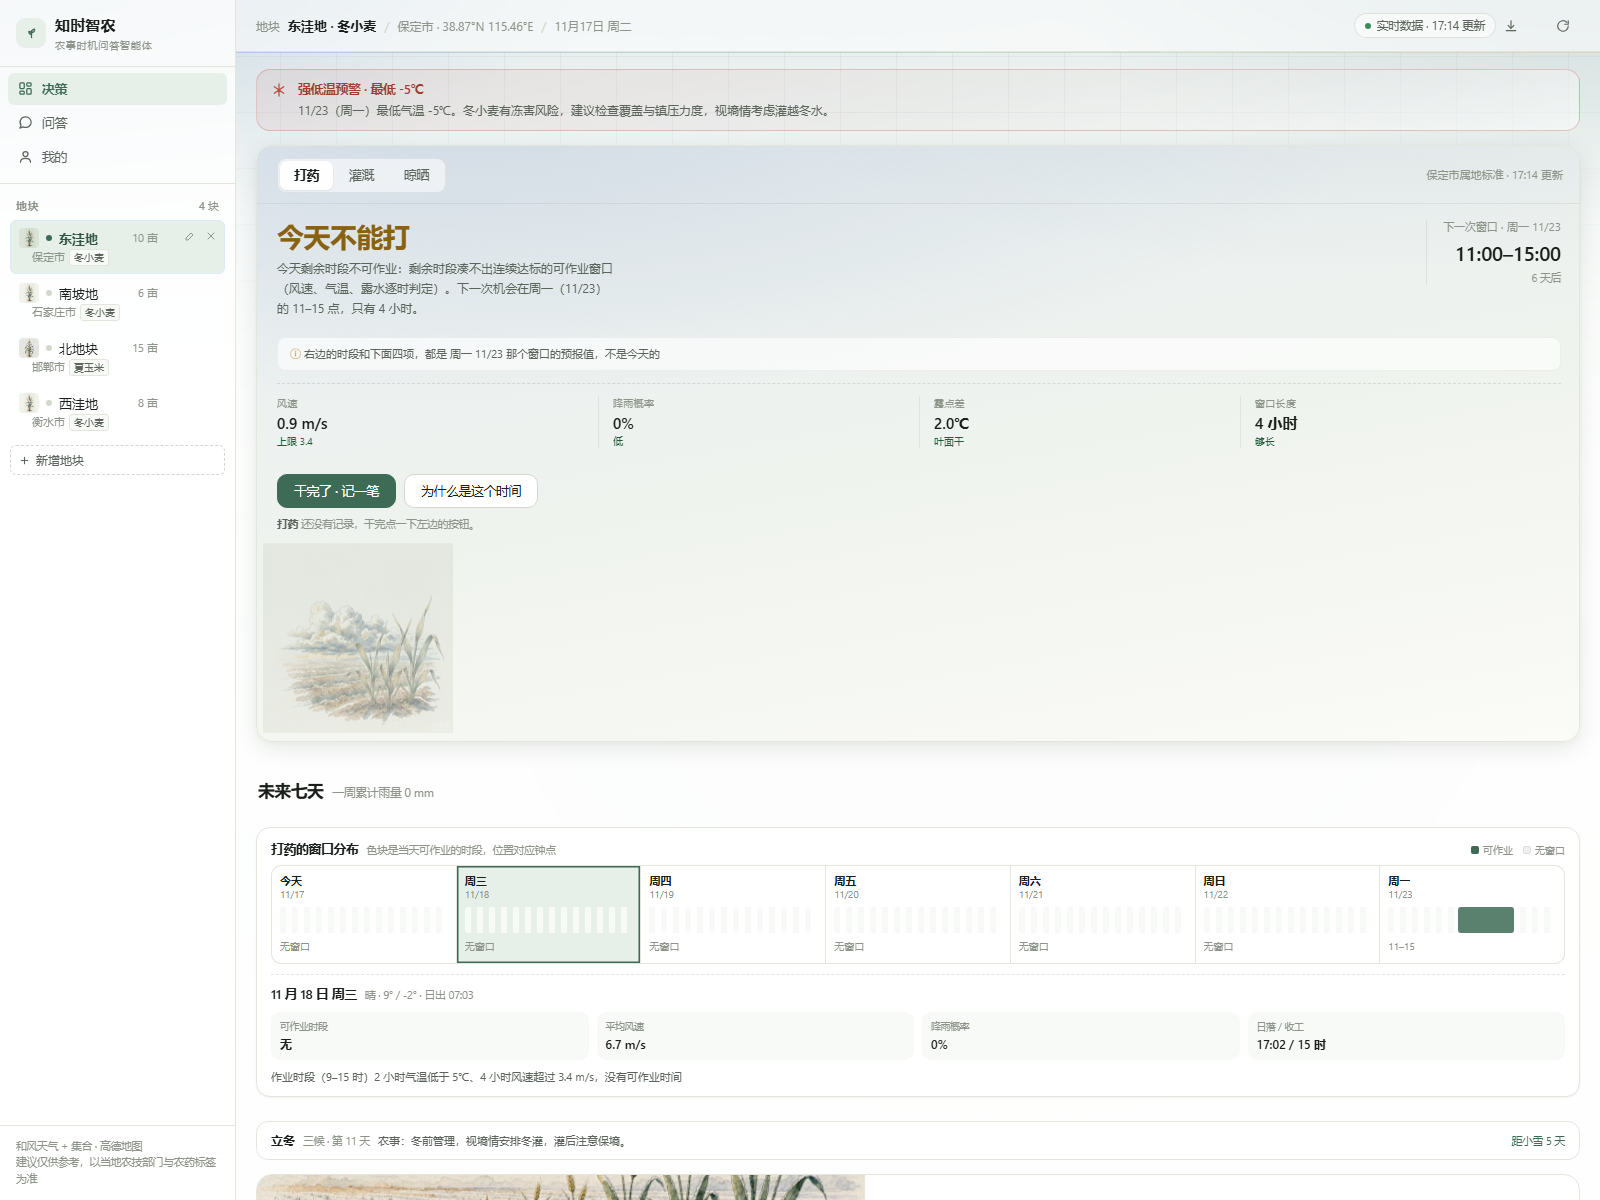 知时智农
农事时机问答智能体
决策
问答
我的
地块
4 块
东洼地
10 亩
保定市 冬小麦
南坡地
6 亩
石家庄市 冬小麦
北地块
15 亩
邯郸市 夏玉米
西洼地
8 亩
衡水市 冬小麦
+ 新增地块
和风天气 + 集合 · 高德地图
建议仅供参考，以当地农技部门与农药标签
为准
地块 东洼地 · 冬小麦 / 保定市 · 38.87°N 115.46°E / 11月17日 周二
实时数据 · 17:14 更新
强低温预警 · 最低 -5℃
11/23（周一）最低气温 -5℃。冬小麦有冻害风险，建议检查覆盖与镇压力度，视墒情考虑灌越冬水。
打药
灌溉
晾晒
保定市属地标准 · 17:14 更新
今天不能打
今天剩余时段不可作业：剩余时段凑不出连续达标的可作业窗口
（风速、气温、露水逐时判定）。下一次机会在周一（11/23）
的 11–15 点，只有 4 小时。
下一次窗口 · 周一 11/23
11:00–15:00
6 天后
右边的时段和下面四项，都是 周一 11/23 那个窗口的预报值，不是今天的
风速
0.9 m/s
上限 3.4
降雨概率
0%
低
露点差
2.0℃
叶面干
窗口长度
4 小时
够长
干完了 · 记一笔
为什么是这个时间
打药 还没有记录，干完点一下左边的按钮。
未来七天 一周累计雨量 0 mm
打药的窗口分布 色块是当天可作业的时段，位置对应钟点
可作业
无窗口
今天
11/17
无窗口
周三
11/18
无窗口
周四
11/19
无窗口
周五
11/20
无窗口
周六
11/21
无窗口
周日
11/22
无窗口
周一
11/23
11–15
11 月 18 日 周三 晴 · 9° / -2° · 日出 07:03
可作业时段
无
平均风速
6.7 m/s
降雨概率
0%
日落 / 收工
17:02 / 15 时
作业时段（9–15 时）2 小时气温低于 5℃、4 小时风速超过 3.4 m/s，没有可作业时间
立冬 三候 · 第 11 天 农事：冬前管理，视墒情安排冬灌，灌后注意保墒。
距小雪 5 天